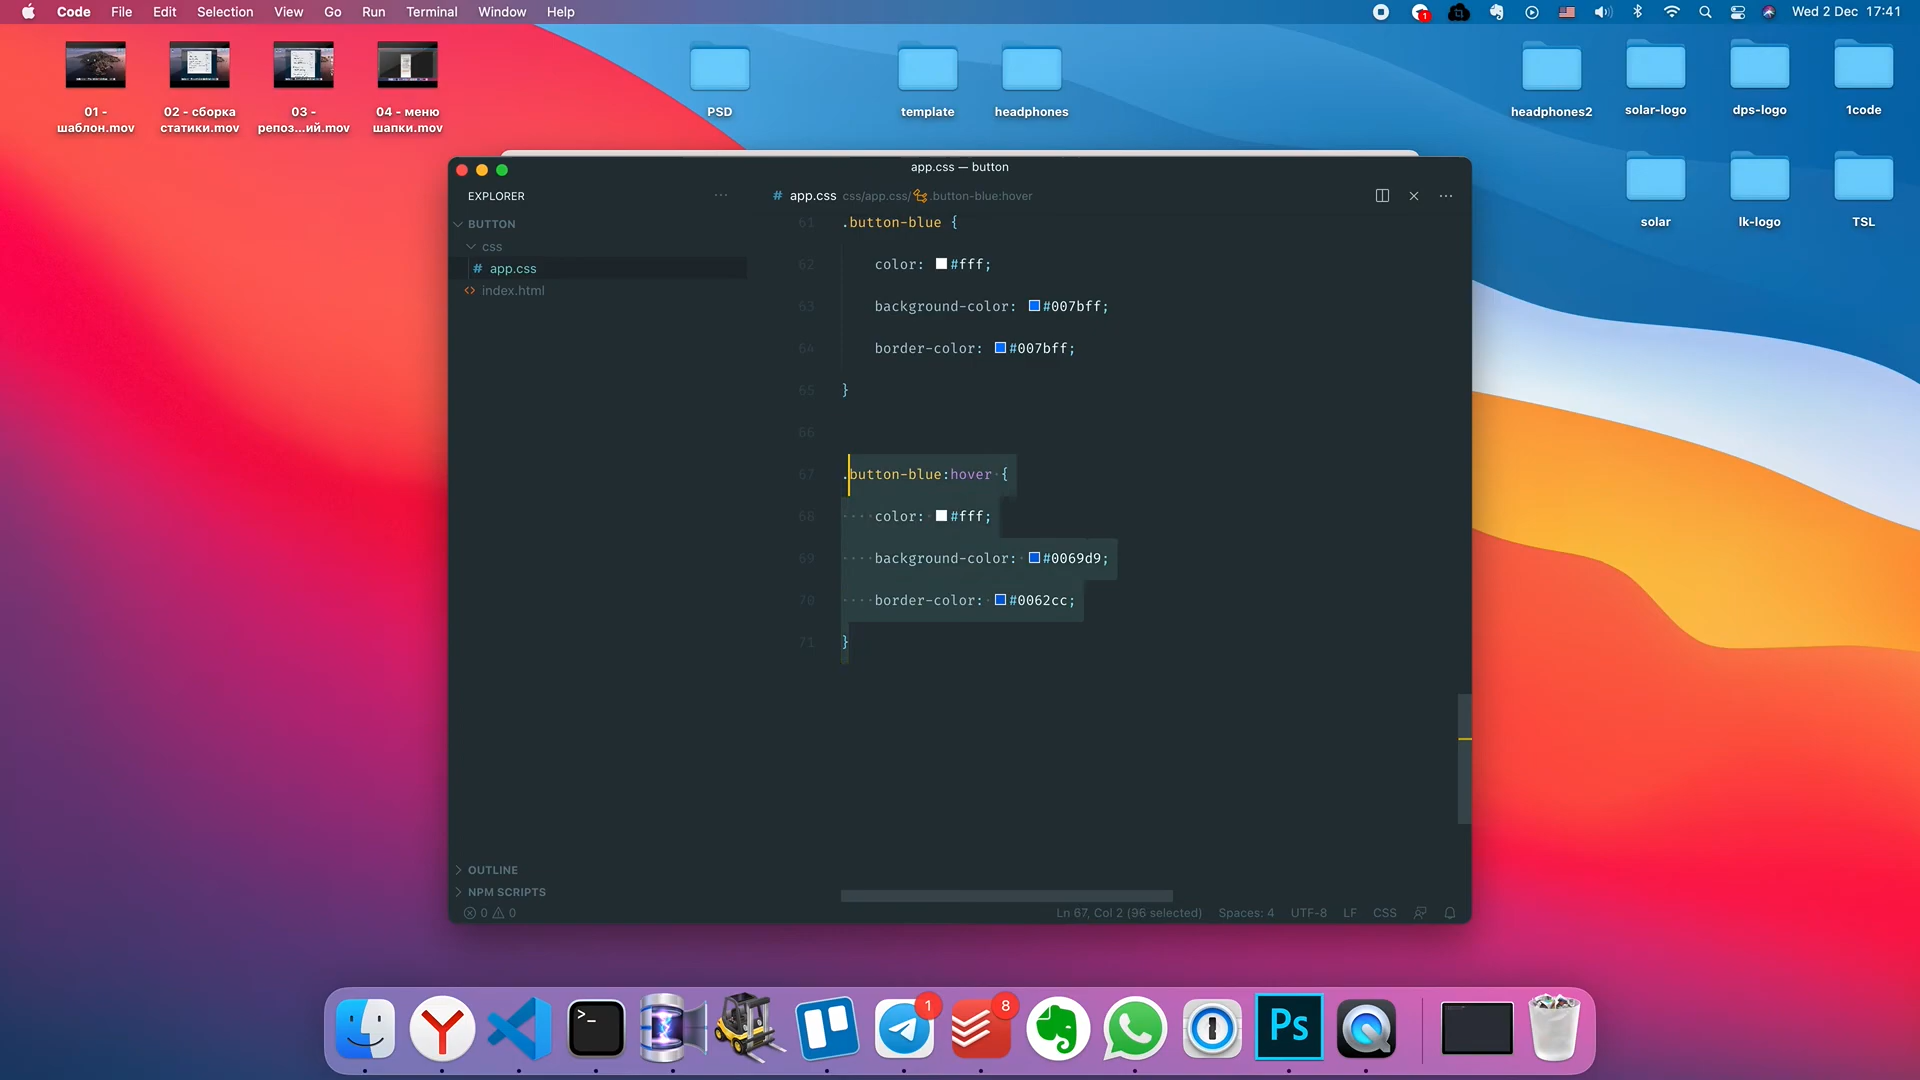 Code File Edit Selection View Go Run Terminal Window Help
1
Wed 2 Dec 17:41
01 -
шаблон.mov
02 - сборка
статики.mov
03 -
репоз...ий.mov
04 - меню
шапки.mov
PSD
template
headphones
headphones2
solar-logo
dps-logo
1code
solar
lk-logo
TSL
app.css — button
EXPLORER
BUTTON
css
# app.css
<> index.html
# app.css css/app.css/ .button-blue:hover
61 .button-blue {
62 color: #fff;
63 background-color: #007bff;
64 border-color: #007bff;
65 }
66
67 .button-blue:hover {
68 color: #fff;
69 background-color: #0069d9;
70 border-color: #0062cc;
71 }
OUTLINE
NPM SCRIPTS
0 0
Ln 67, Col 2 (96 selected) Spaces: 4 UTF-8 LF CSS
>_
1
8
Ps